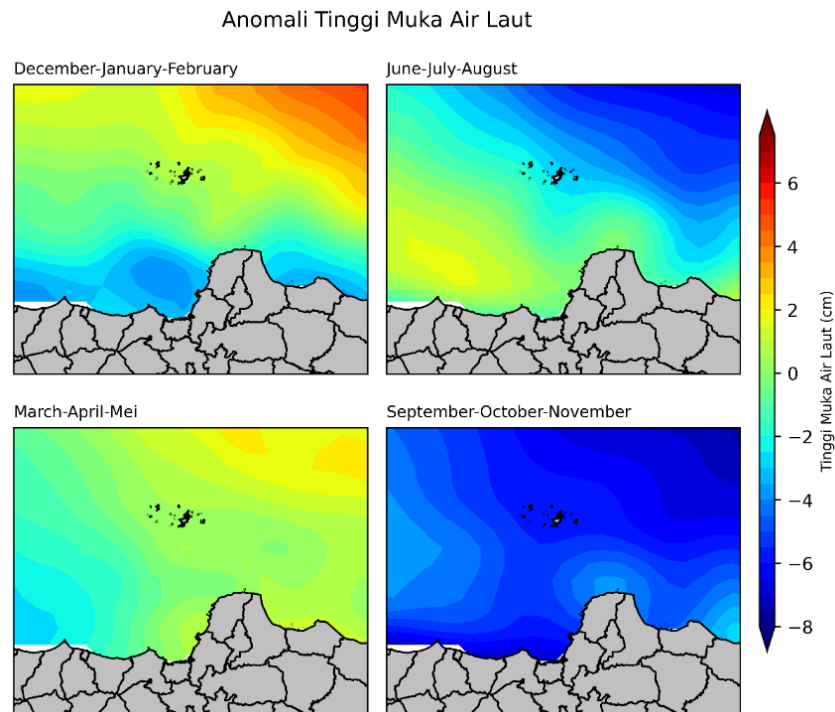 Anomali Tinggi Muka Air Laut
December-January-February
June-July-August
March-April-Mei
September-October-November
6
4
2
0
−2
−4
−6
−8
Tinggi Muka Air Laut (cm)